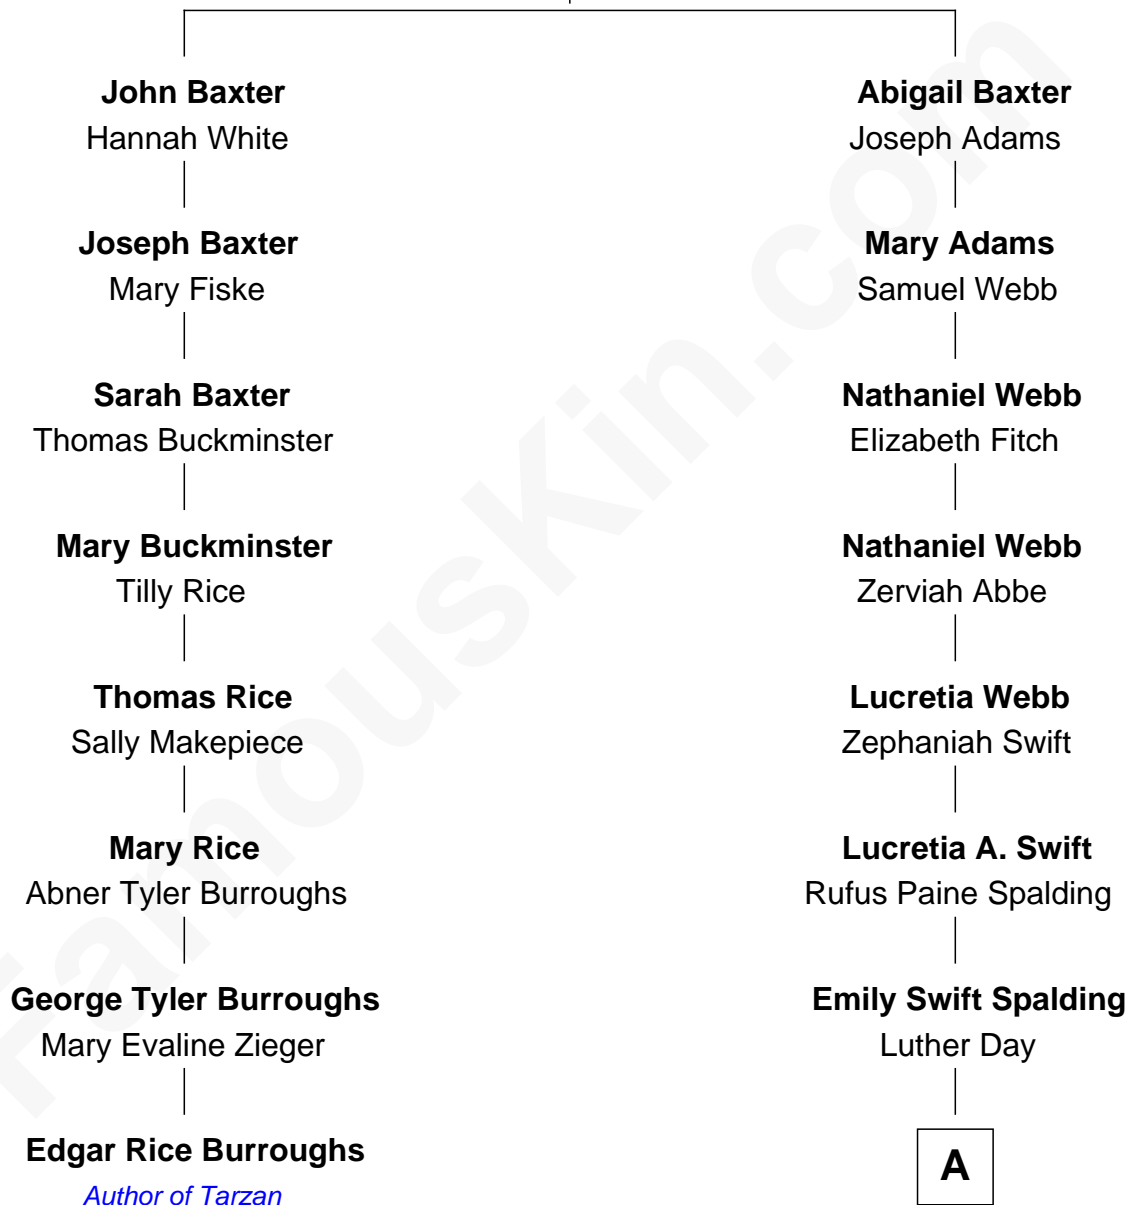 John Baxter
Hannah White
Abigail Baxter
Joseph Adams
Joseph Baxter
Mary Fiske
Mary Adams
Samuel Webb
Sarah Baxter
Thomas Buckminster
Nathaniel Webb
Elizabeth Fitch
Mary Buckminster
Tilly Rice
Nathaniel Webb
Zerviah Abbe
Thomas Rice
Sally Makepiece
Lucretia Webb
Zephaniah Swift
Mary Rice
Abner Tyler Burroughs
Lucretia A. Swift
Rufus Paine Spalding
George Tyler Burroughs
Mary Evaline Zieger
Emily Swift Spalding
Luther Day
Edgar Rice Burroughs
Author of Tarzan
A
FamousKin.com